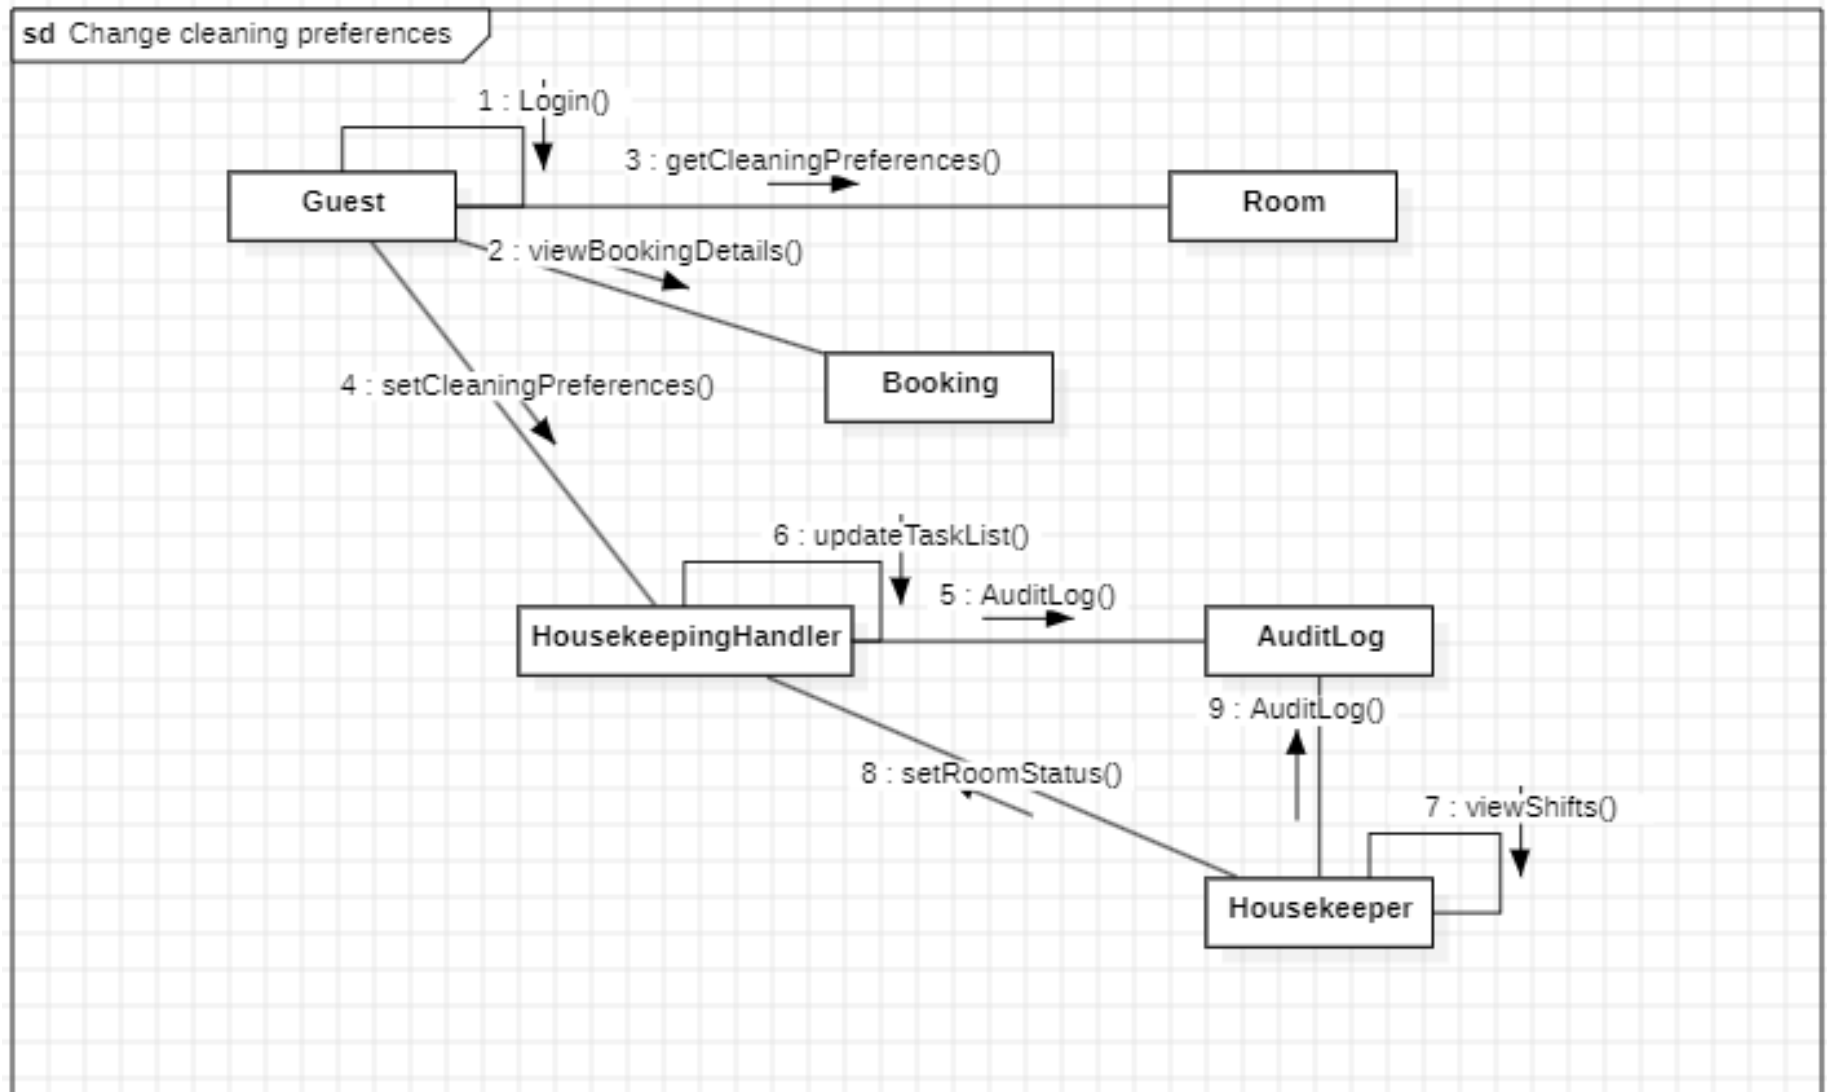 sd Change cleaning preferences
1 : Login()
3 : getCleaningPreferences()
Guest
Room
2 : viewBookingDetails()
Booking
4 : setCleaningPreferences()
6 : updateTaskList()
5 : AuditLog()
HousekeepingHandler
AuditLog
9 : AuditLog()
8 : setRoomStatus()
7 : viewShifts()
Housekeeper